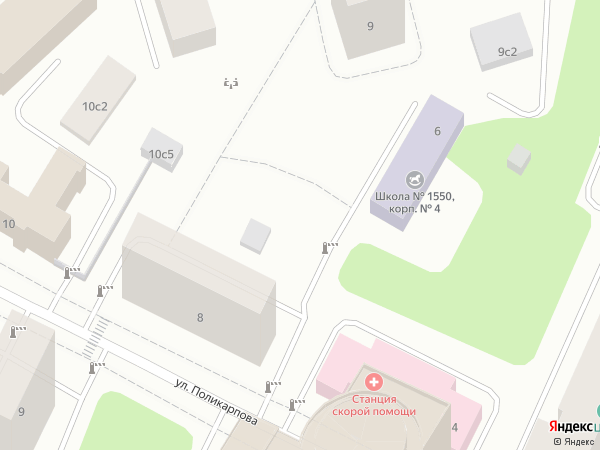 9
9с2
10с2
6
10с5
Школа № 1550,
корп. № 4
10
8
ул. Поликарпова
Станция
скорой помощи
4
9
Яндекс
© Яндекс